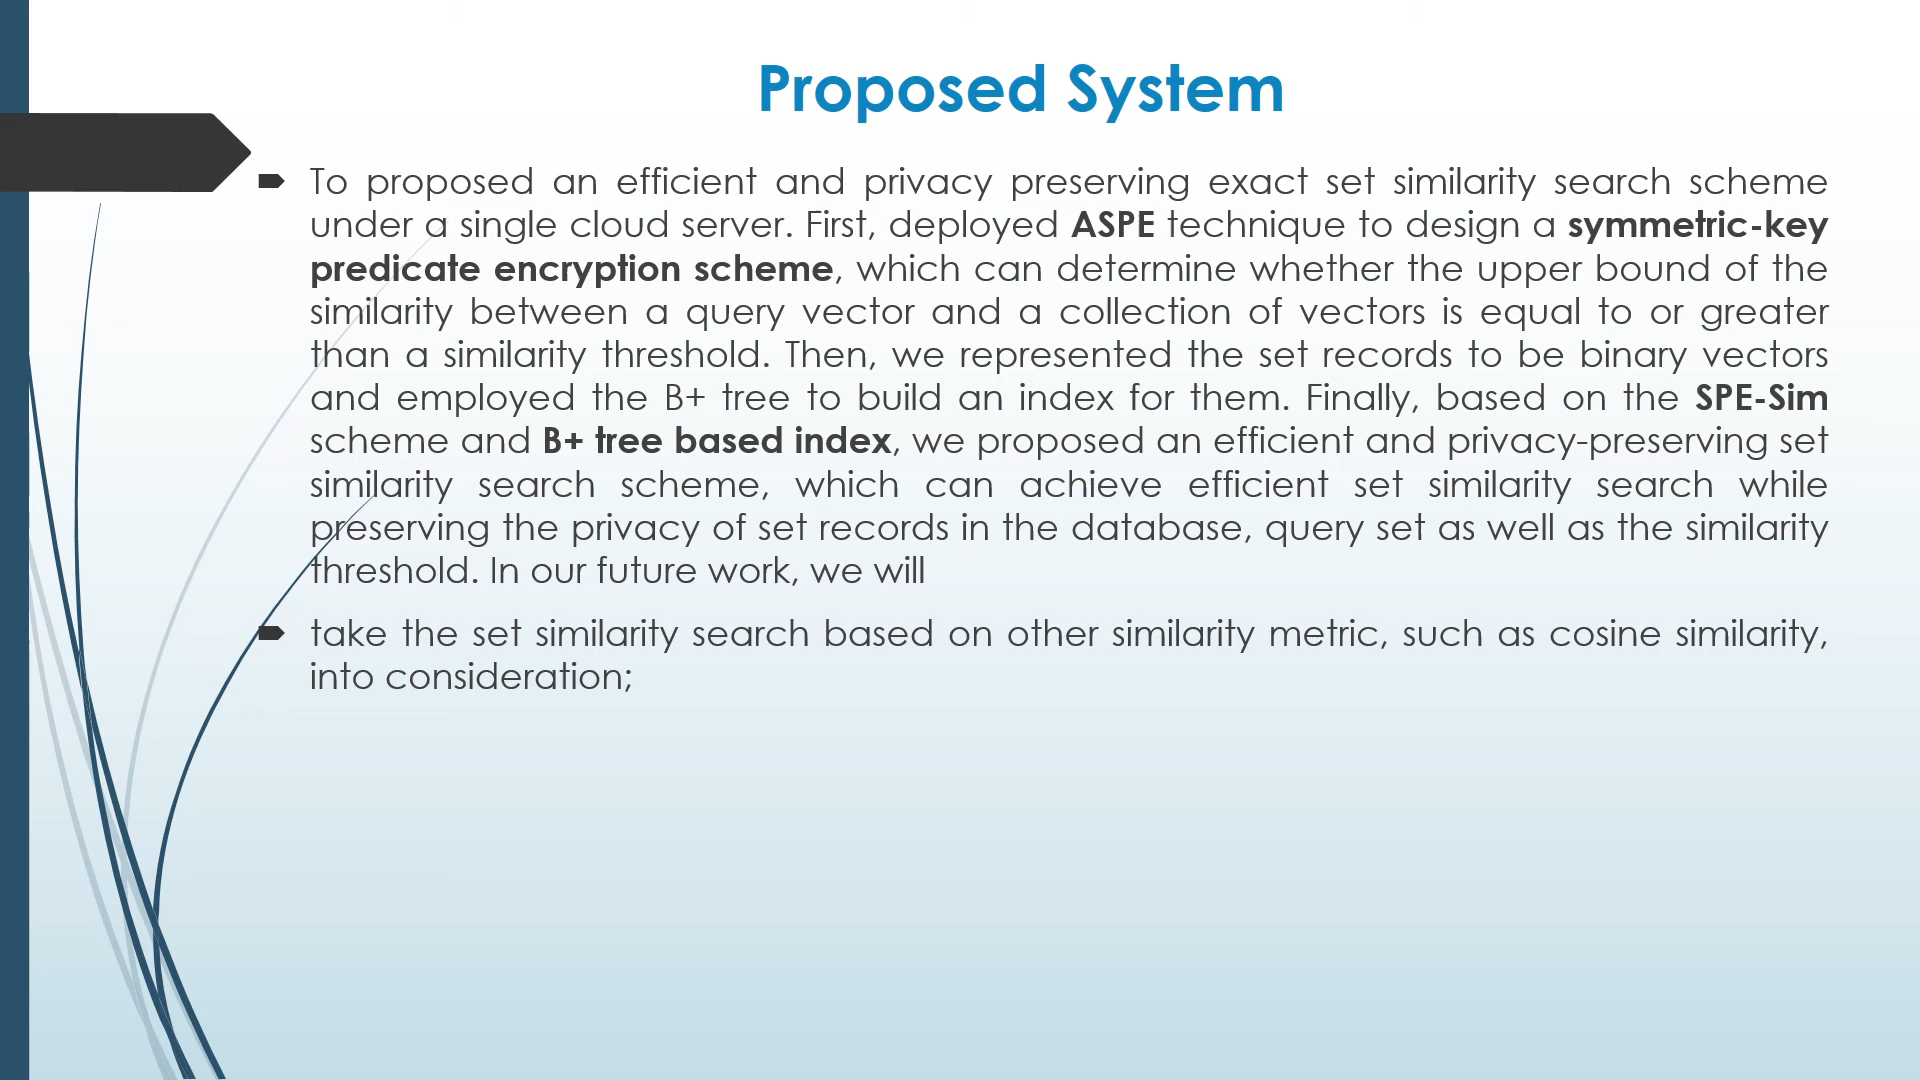 Proposed System
To proposed an efficient and privacy preserving exact set similarity search scheme
under a single cloud server. First, deployed ASPE technique to design a symmetric-key
predicate encryption scheme, which can determine whether the upper bound of the
similarity between a query vector and a collection of vectors is equal to or greater
than a similarity threshold. Then, we represented the set records to be binary vectors
and employed the B+ tree to build an index for them. Finally, based on the SPE-Sim
scheme and B+ tree based index, we proposed an efficient and privacy-preserving set
similarity search scheme, which can achieve efficient set similarity search while
preserving the privacy of set records in the database, query set as well as the similarity
threshold. In our future work, we will
take the set similarity search based on other similarity metric, such as cosine similarity,
into consideration;